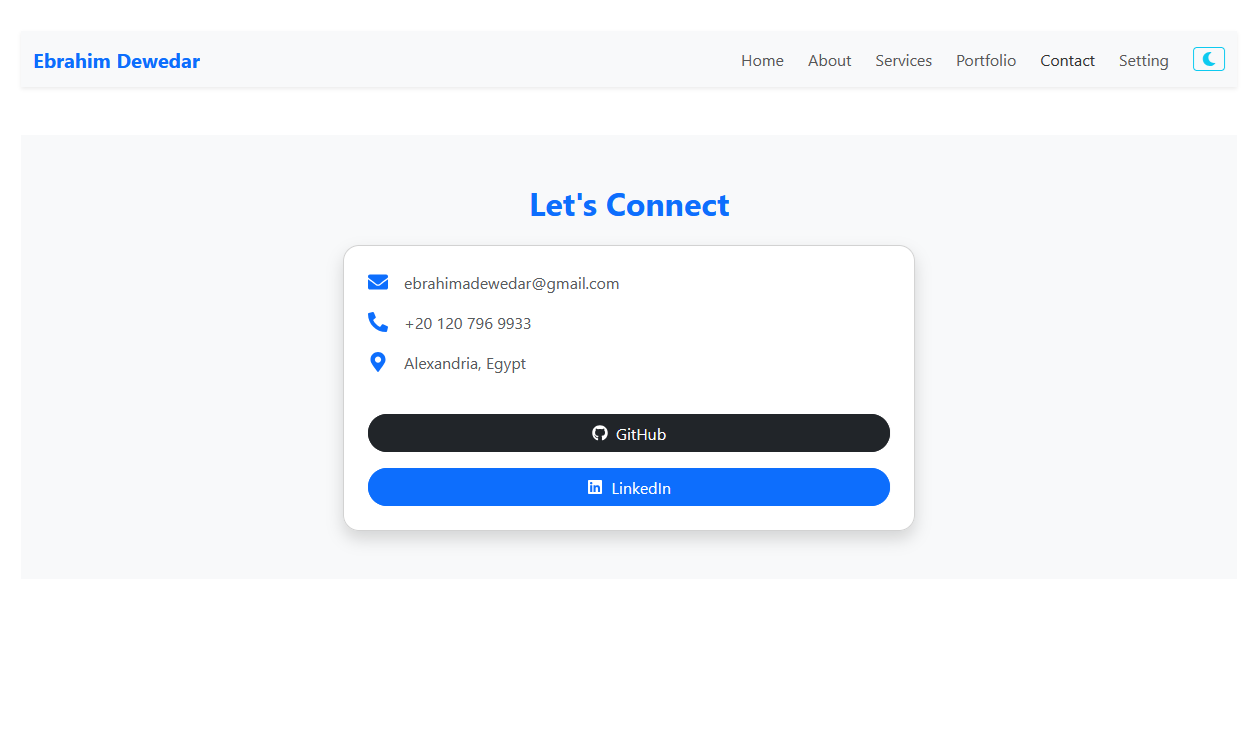 Ebrahim Dewedar Home About Services Portfolio Contact Setting
Let's Connect
ebrahimadewedar@gmail.com
+20 120 796 9933
Alexandria, Egypt
GitHub
LinkedIn